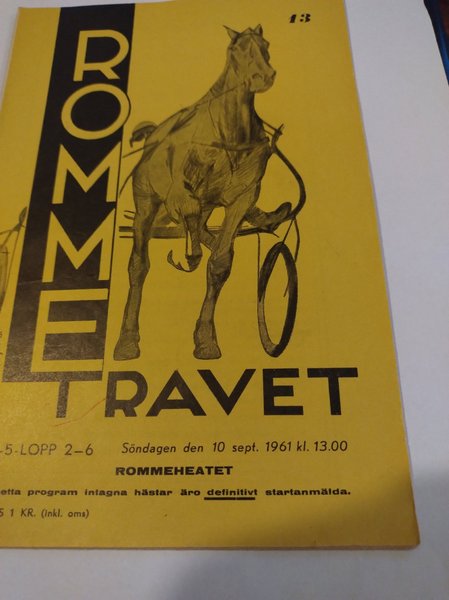 13
ROMME
TRAVET
-5-LOPP 2-6 Söndagen den 10 sept. 1961 kl. 13.00
ROMMEHEATET
etta program intagna hästar äro definitivt startanmälda.
5 1 KR. (inkl. oms)